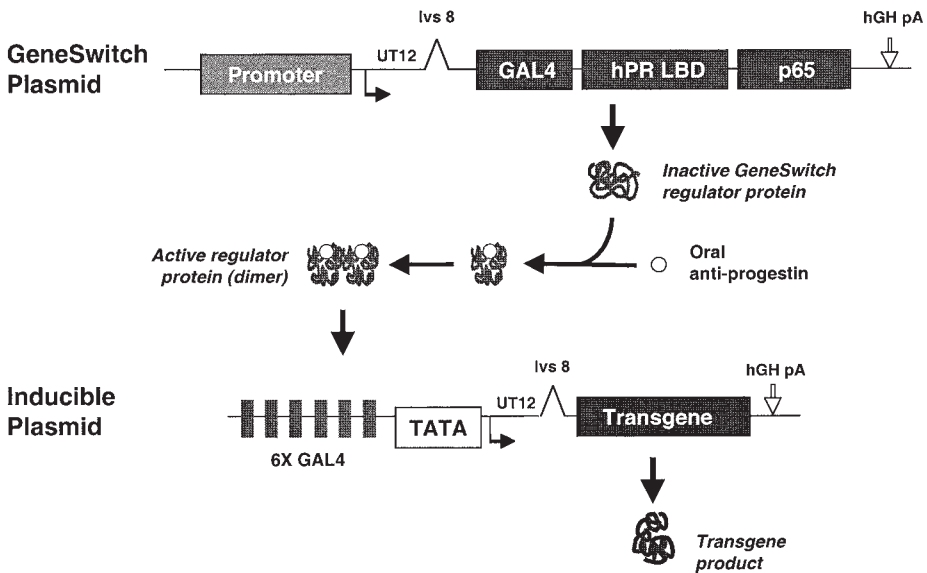 Ivs 8
hGH pA
GeneSwitch
Plasmid
Promoter
UT12
GAL4
hPR LBD
p65
Inactive GeneSwitch
regulator protein
Active regulator
protein (dimer)
Oral
anti-progestin
Ivs 8
hGH pA
Inducible
Plasmid
UT12
TATA
Transgene
6X GAL4
Transgene
product